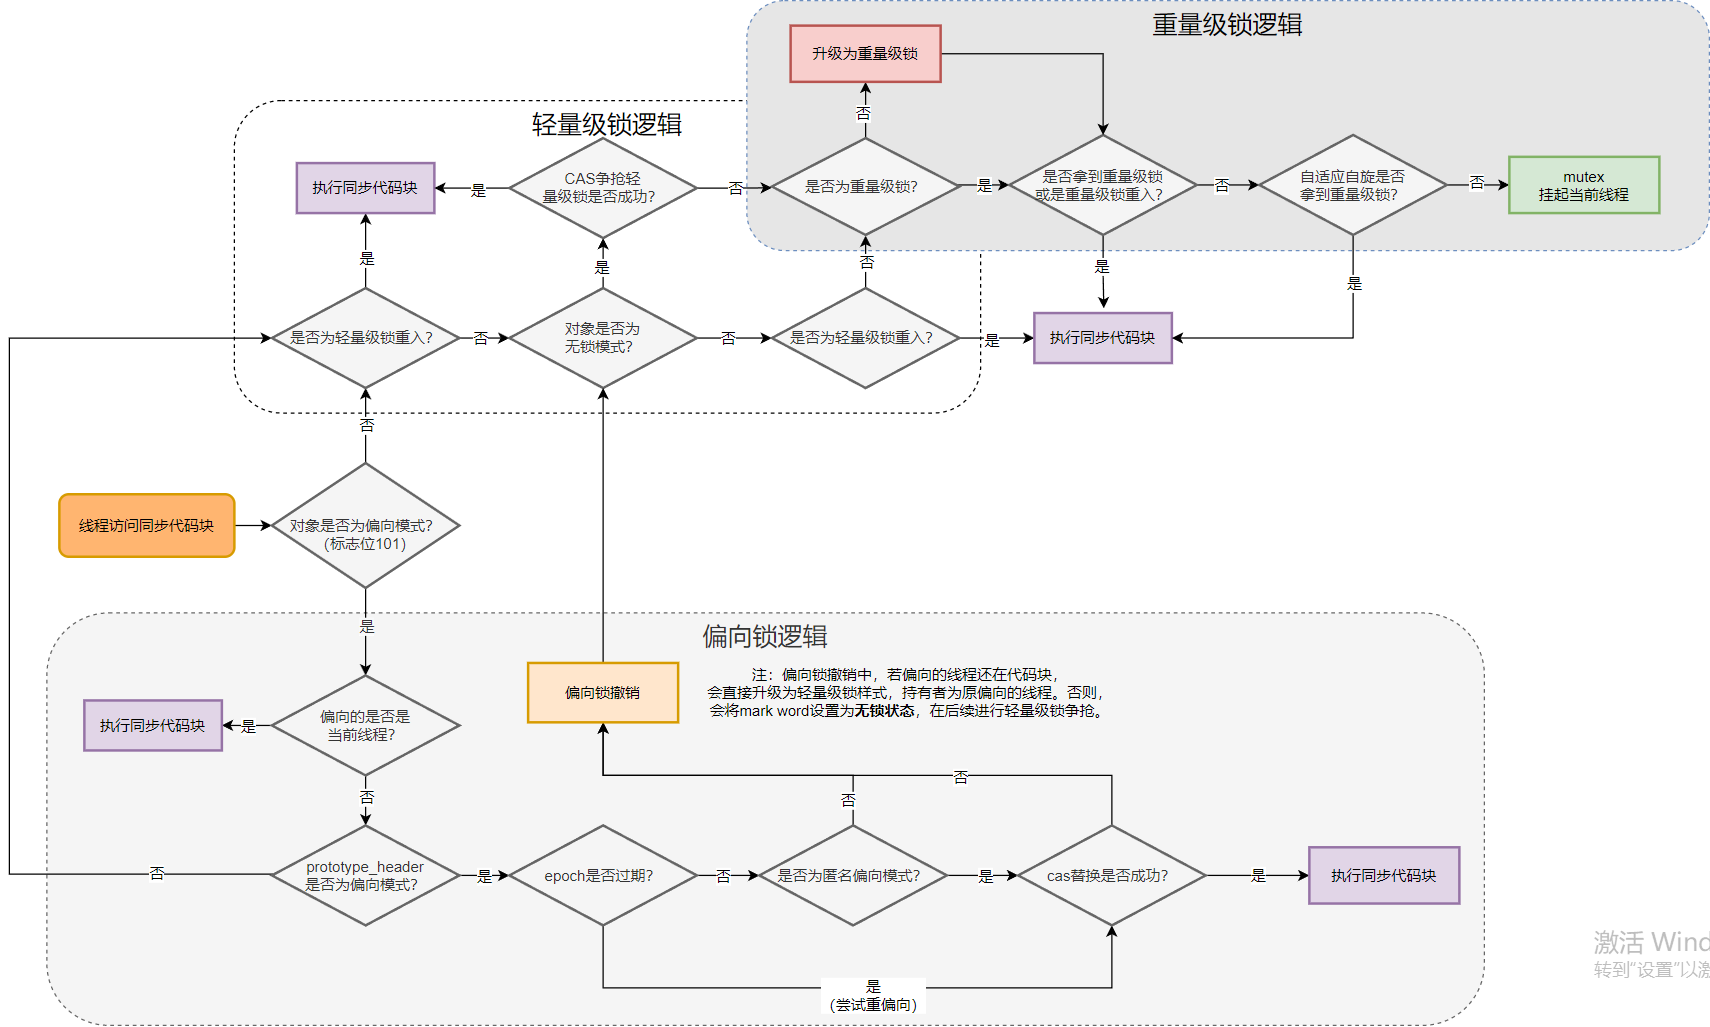 重量级锁逻辑
升级为重量级锁
否
轻量级锁逻辑
执行同步代码块
是
CAS争抢轻
量级锁是否成功?
否
是否为重量级锁?
是
是否拿到重量级锁
或是重量级锁重入?
否
自适应自旋是否
拿到重量级锁?
否
mutex
挂起当前线程
是
是
否
是
是
是否为轻量级锁重入?
否
对象是否为
无锁模式?
否
是否为轻量级锁重入?
是
执行同步代码块
否
线程访问同步代码块
对象是否为偏向模式?
(标志位101)
是
偏向锁逻辑
偏向锁撤销
注：偏向锁撤销中，若偏向的线程还在代码块，
会直接升级为轻量级锁样式，持有者为原偏向的线程。否则，
会将mark word设置为无锁状态，在后续进行轻量级锁争抢。
执行同步代码块
是
偏向的是否是
当前线程?
否
否
否
否
prototype_header
是否为偏向模式?
是
epoch是否过期?
否
是否为匿名偏向模式?
是
cas替换是否成功?
是
执行同步代码块
是
(尝试重偏向)
激活 Wind
转到"设置"以激